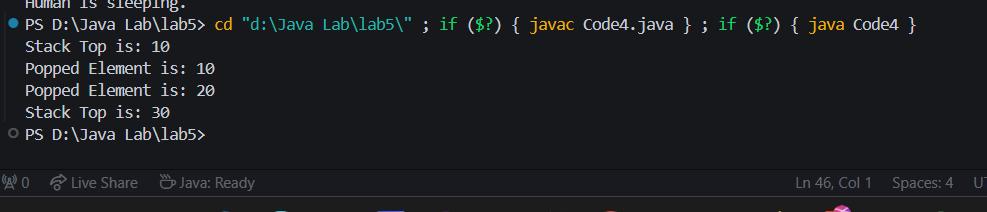 Human is sleeping.
PS D:\Java Lab\lab5> cd "d:\Java Lab\lab5\" ; if ($?) { javac Code4.java } ; if ($?) { java Code4 }
Stack Top is: 10
Popped Element is: 10
Popped Element is: 20
Stack Top is: 30
PS D:\Java Lab\lab5>
0 Live Share Java: Ready Ln 46, Col 1 Spaces: 4